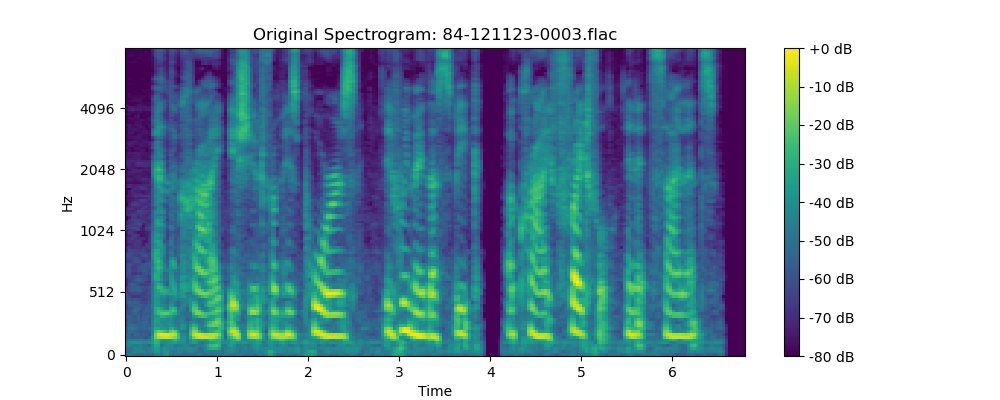 Original Spectrogram: 84-121123-0003.flac
Hz
4096
2048
1024
512
0
0 1 2 3 4 5 6
Time
+0 dB
-10 dB
-20 dB
-30 dB
-40 dB
-50 dB
-60 dB
-70 dB
-80 dB